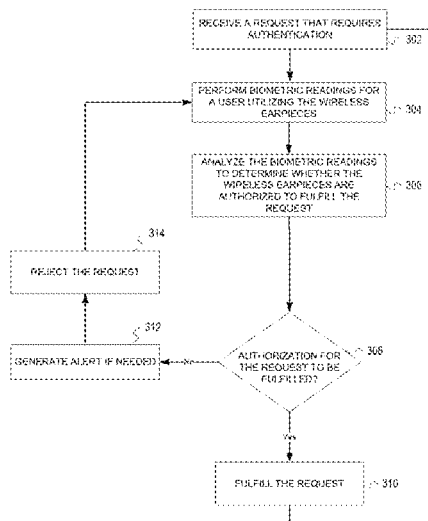 RECEIVE A REQUEST THAT REQUIRES
AUTHENTICATION
302
PERFORM BIOMETRIC READINGS FOR
A USER UTILIZING THE WIRELESS
EARPIECES
304
ANALYZE THE BIOMETRIC READINGS
TO DETERMINE WHETHER THE
WIRELESS EARPIECES ARE
AUTHORIZED TO FULFILL THE
REQUEST
314
REJECT THE REQUEST
312
GENERATE ALERT IF NEEDED
No
AUTHORIZATION FOR
THE REQUEST TO BE
FULFILLED?
308
Yes
FULFILL THE REQUEST
310